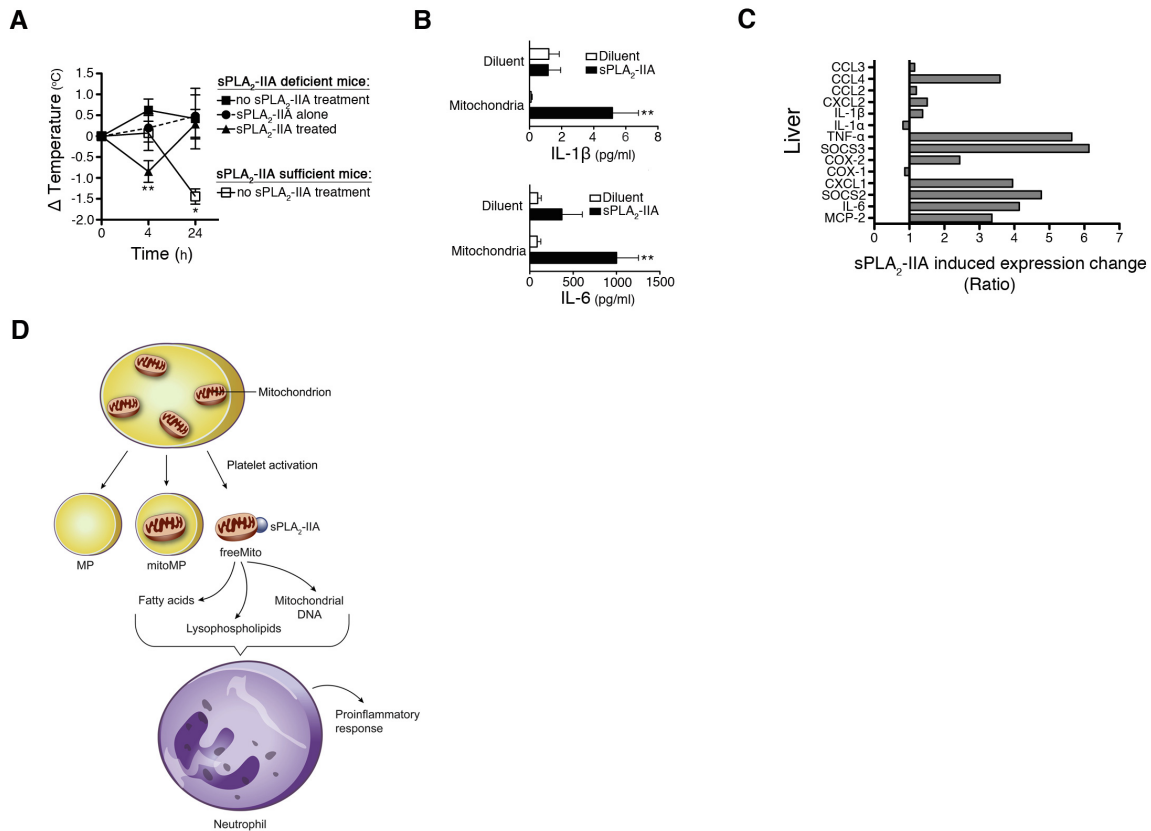 A
Δ Temperature (°C)
1.5
1.0
0.5
0
-0.5
-1.0
-1.5
-2.0
**
*
0 4 24
Time (h)
sPLA2-IIA deficient mice:
no sPLA2-IIA treatment
sPLA2-IIA alone
sPLA2-IIA treated
sPLA2-IIA sufficient mice:
no sPLA2-IIA treatment
B
Diluent
Mitochondria
Diluent
sPLA2-IIA
**
0 2 4 6 8
IL-1β (pg/ml)
Diluent
Mitochondria
Diluent
sPLA2-IIA
**
0 500 1000 1500
IL-6 (pg/ml)
C
Liver
CCL3
CCL4
CCL2
CXCL2
IL-1β
IL-1α
TNF-α
SOCS3
COX-2
COX-1
CXCL1
SOCS2
IL-6
MCP-2
0 1 2 3 4 5 6 7
sPLA2-IIA induced expression change
(Ratio)
D
Mitochondrion
Platelet activation
sPLA2-IIA
MP
mitoMP
freeMito
Fatty acids
Lysophospholipids
Mitochondrial
DNA
Proinflammatory
response
Neutrophil